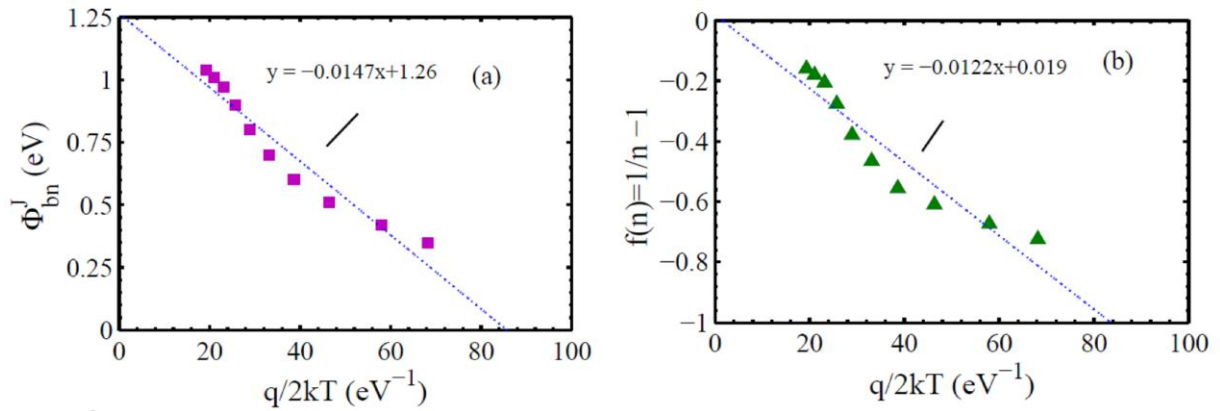 1.25
1
0.75
0.5
0.25
0
Φ^J_bn (eV)
y = −0.0147x+1.26
(a)
0 20 40 60 80 100
q/2kT (eV⁻¹)
−0
−0.2
−0.4
−0.6
−0.8
−1
f(n)=1/n −1
y = −0.0122x+0.019
(b)
0 20 40 60 80 100
q/2kT (eV⁻¹)